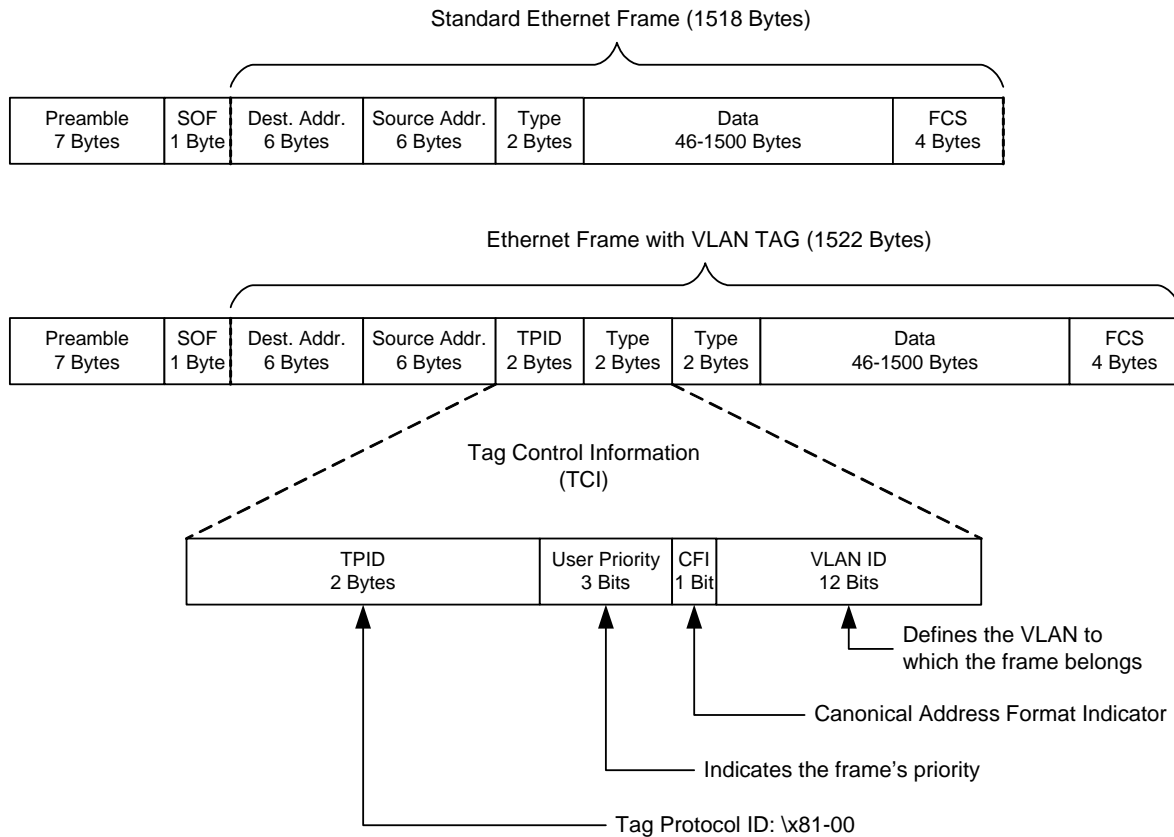 Standard Ethernet Frame (1518 Bytes)
Preamble
7 Bytes
SOF
1 Byte
Dest. Addr.
6 Bytes
Source Addr.
6 Bytes
Type
2 Bytes
Data
46-1500 Bytes
FCS
4 Bytes
Ethernet Frame with VLAN TAG (1522 Bytes)
Preamble
7 Bytes
SOF
1 Byte
Dest. Addr.
6 Bytes
Source Addr.
6 Bytes
TPID
2 Bytes
Type
2 Bytes
Type
2 Bytes
Data
46-1500 Bytes
FCS
4 Bytes
Tag Control Information
(TCI)
TPID
2 Bytes
User Priority
3 Bits
CFI
1 Bit
VLAN ID
12 Bits
Defines the VLAN to
which the frame belongs
Canonical Address Format Indicator
Indicates the frame's priority
Tag Protocol ID: \x81-00